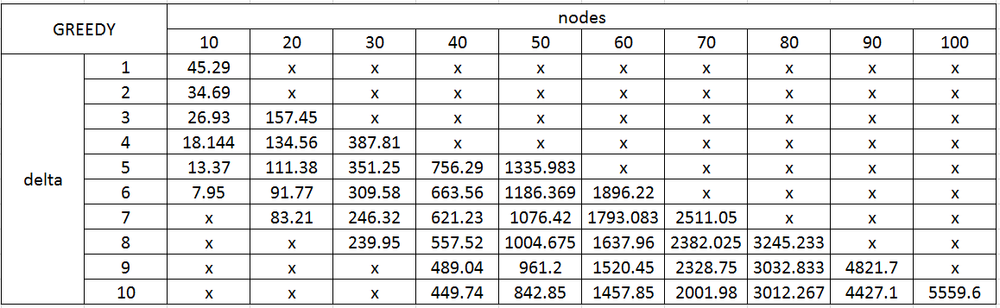 GREEDY nodes
10 20 30 40 50 60 70 80 90 100
delta
1 45.29 x x x x x x x x x
2 34.69 x x x x x x x x x
3 26.93 157.45 x x x x x x x x
4 18.144 134.56 387.81 x x x x x x x
5 13.37 111.38 351.25 756.29 1335.983 x x x x x
6 7.95 91.77 309.58 663.56 1186.369 1896.22 x x x x
7 x 83.21 246.32 621.23 1076.42 1793.083 2511.05 x x x
8 x x 239.95 557.52 1004.675 1637.96 2382.025 3245.233 x x
9 x x x 489.04 961.2 1520.45 2328.75 3032.833 4821.7 x
10 x x x 449.74 842.85 1457.85 2001.98 3012.267 4427.1 5559.6